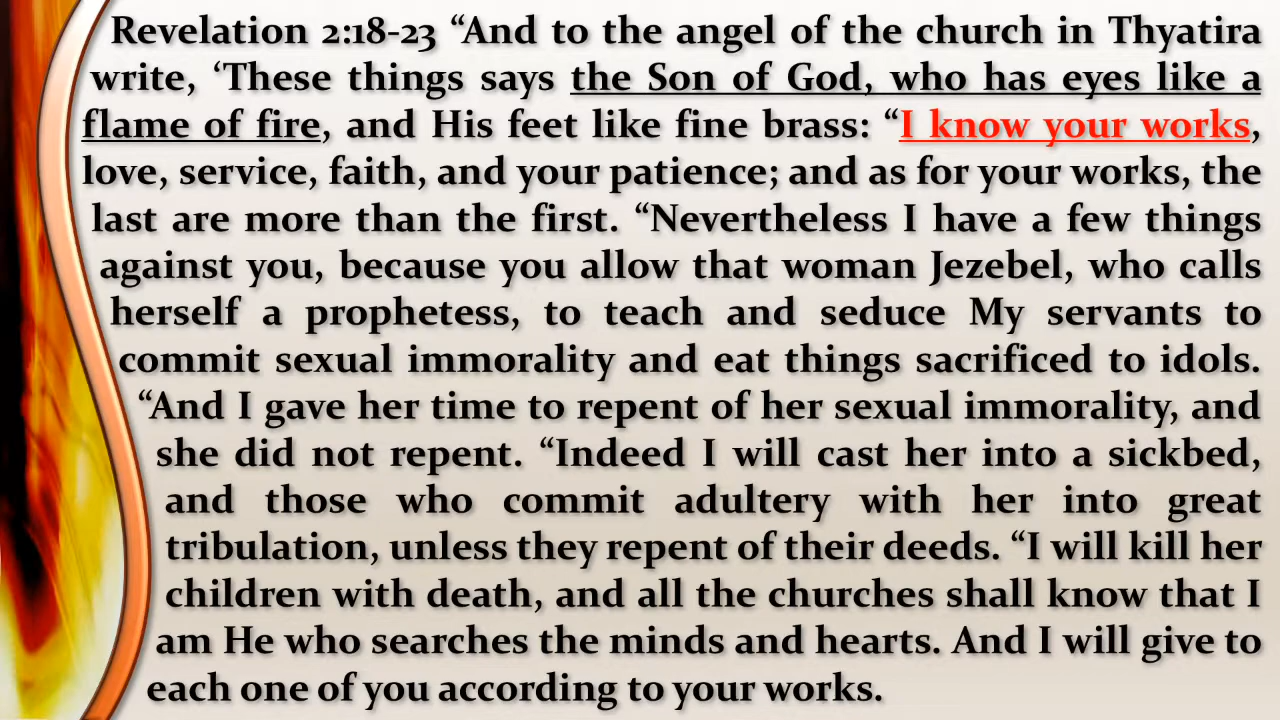 Revelation 2:18-23 “And to the angel of the church in Thyatira
write, ‘These things says the Son of God, who has eyes like a
flame of fire, and His feet like fine brass: “I know your works,
love, service, faith, and your patience; and as for your works, the
last are more than the first. “Nevertheless I have a few things
against you, because you allow that woman Jezebel, who calls
herself a prophetess, to teach and seduce My servants to
commit sexual immorality and eat things sacrificed to idols.
“And I gave her time to repent of her sexual immorality, and
she did not repent. “Indeed I will cast her into a sickbed,
and those who commit adultery with her into great
tribulation, unless they repent of their deeds. “I will kill her
children with death, and all the churches shall know that I
am He who searches the minds and hearts. And I will give to
each one of you according to your works.